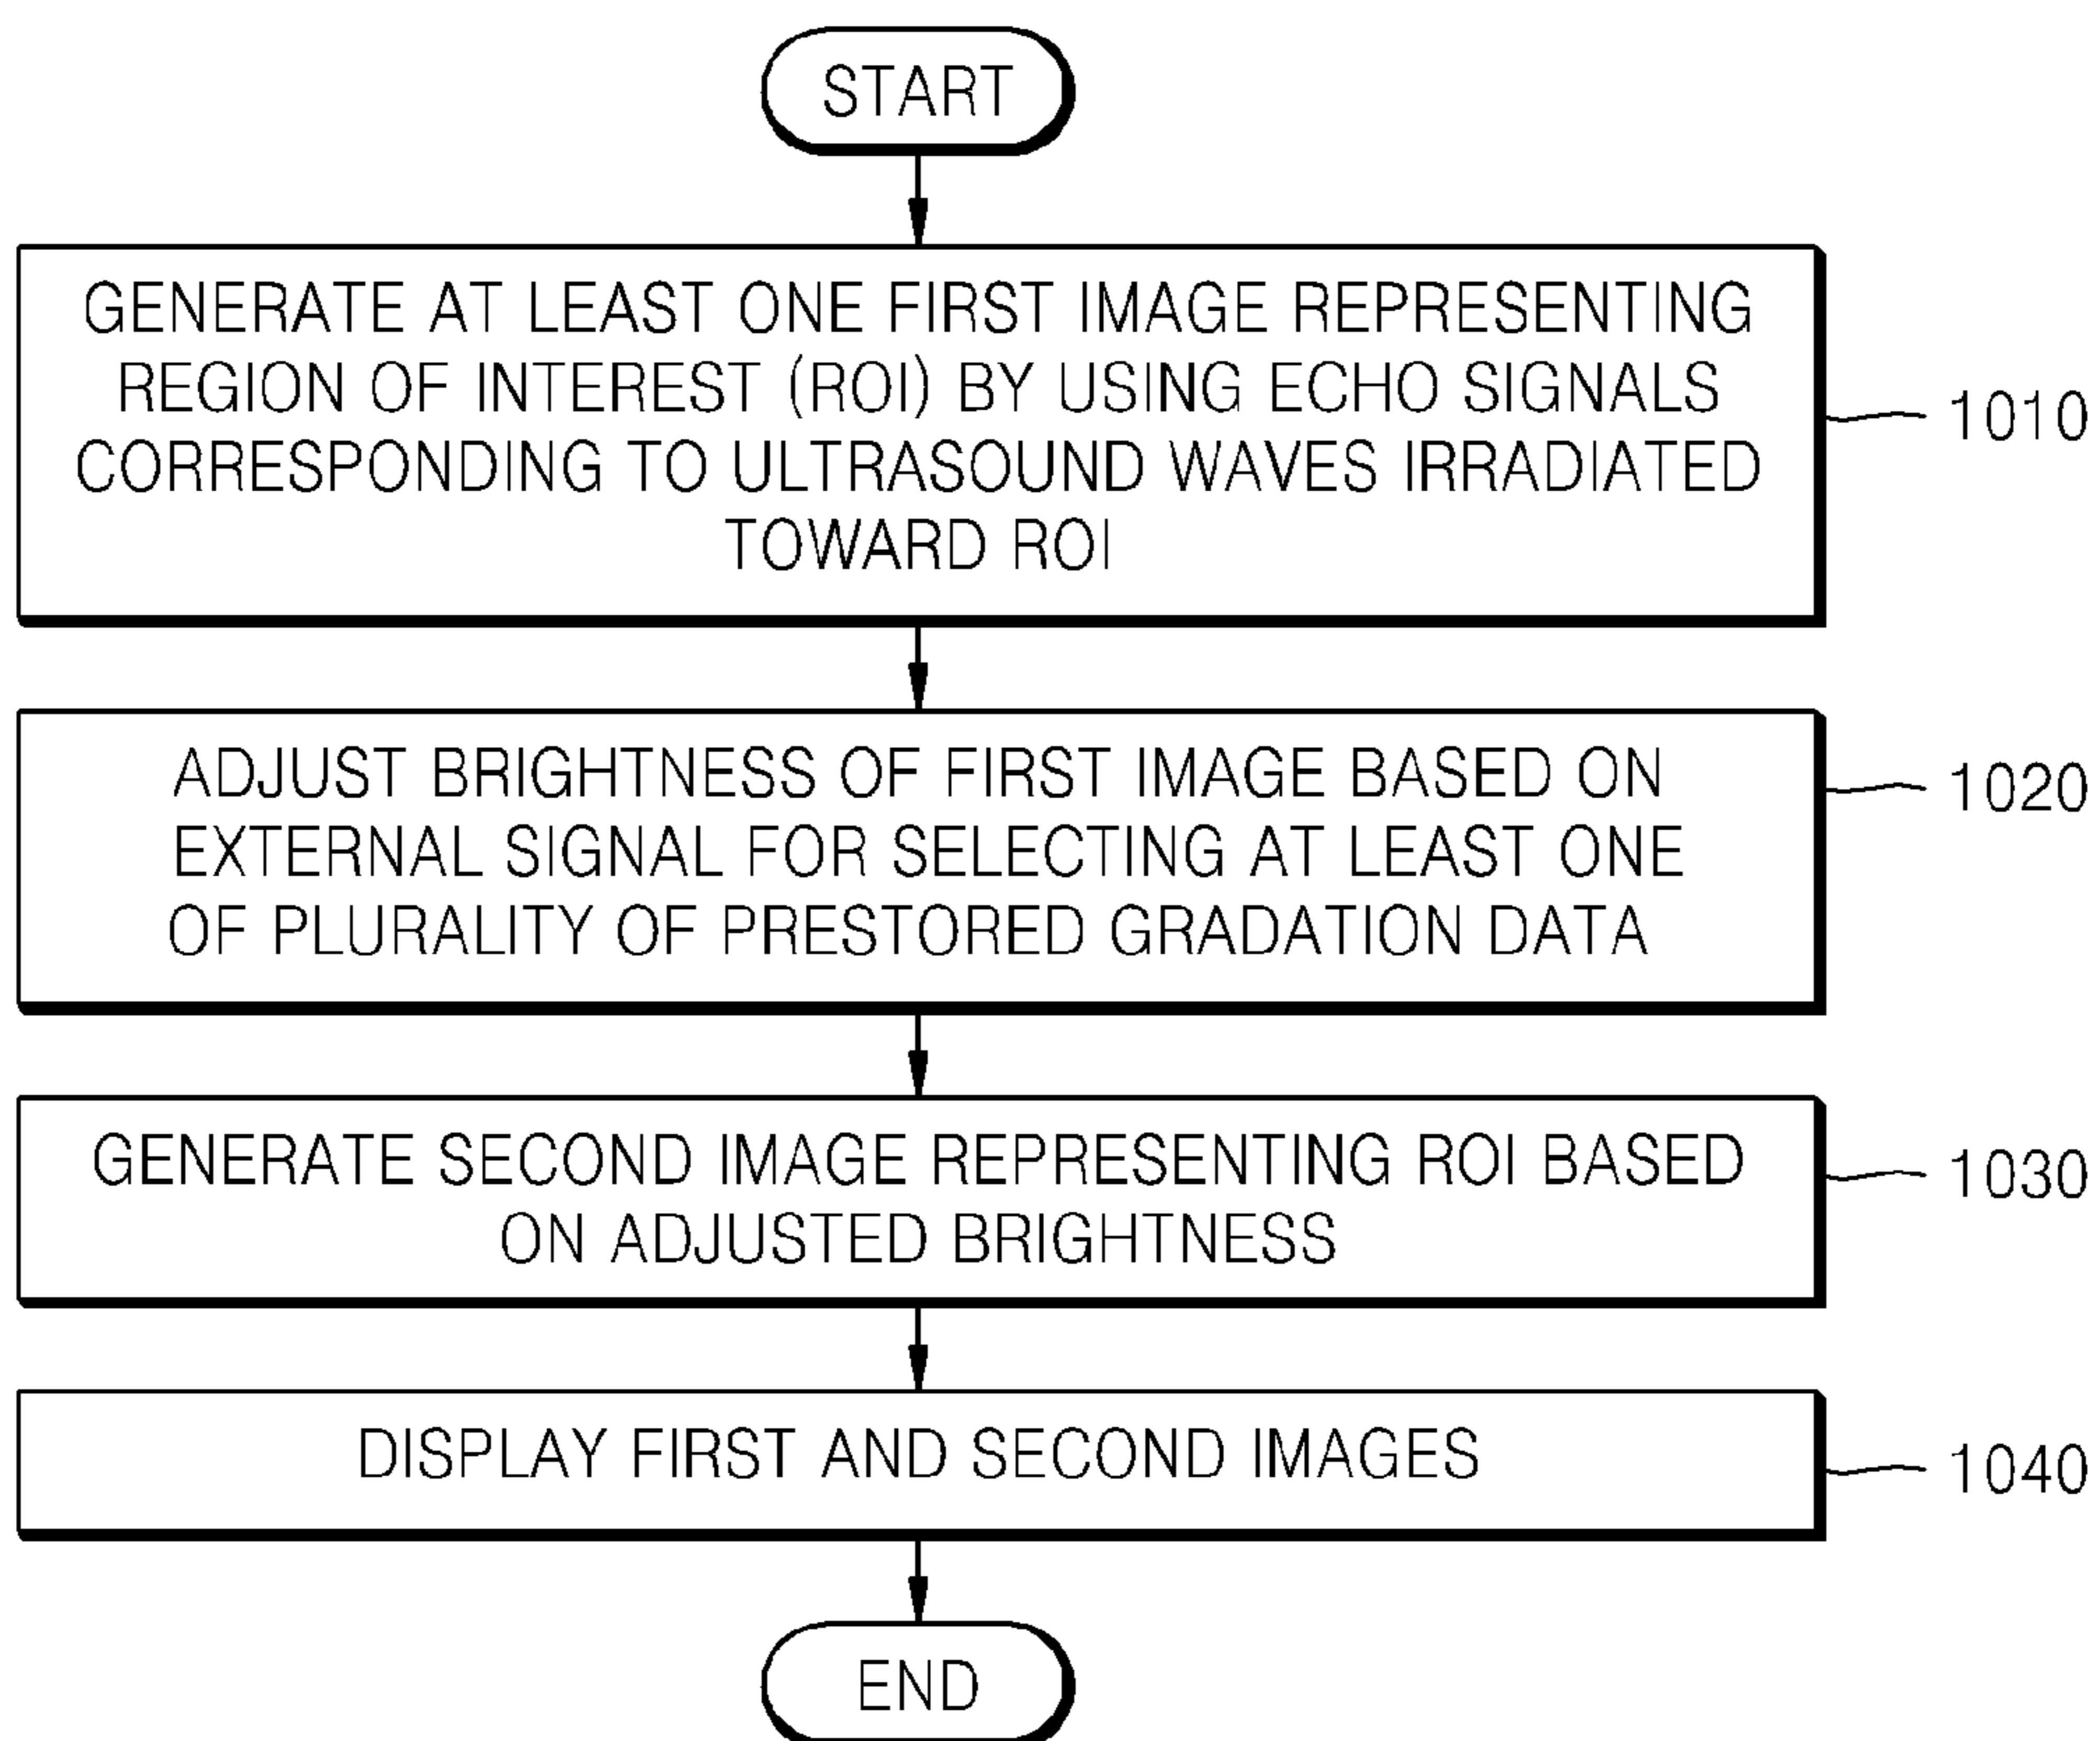 START
GENERATE AT LEAST ONE FIRST IMAGE REPRESENTING
REGION OF INTEREST (ROI) BY USING ECHO SIGNALS
CORRESPONDING TO ULTRASOUND WAVES IRRADIATED
TOWARD ROI
1010
ADJUST BRIGHTNESS OF FIRST IMAGE BASED ON
EXTERNAL SIGNAL FOR SELECTING AT LEAST ONE
OF PLURALITY OF PRESTORED GRADATION DATA
1020
GENERATE SECOND IMAGE REPRESENTING ROI BASED
ON ADJUSTED BRIGHTNESS
1030
DISPLAY FIRST AND SECOND IMAGES
1040
END